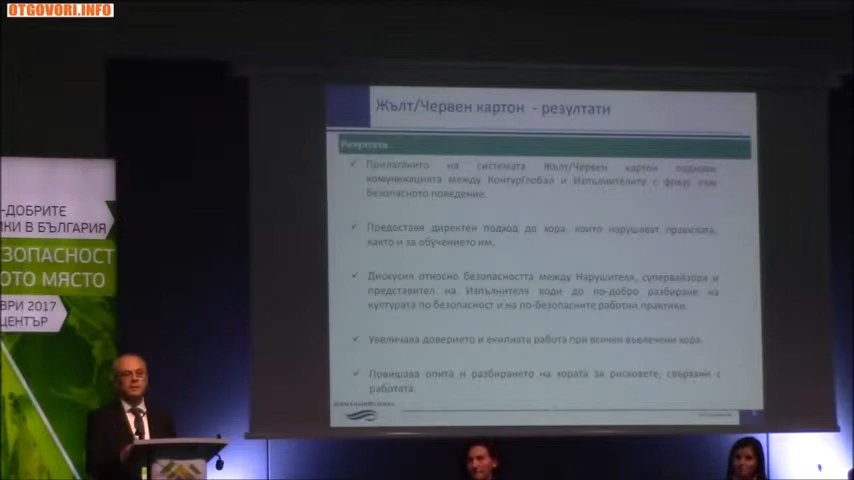 OTGOVORI.INFO
-ДОБРИТЕ
КИ В БЪЛГАРИЯ
ЗОПАСНОСТ
ОТО МЯСТО
ВРИ 2017
ЦЕНТЪР
Жълт/Червен картон - резултати
Резултати
✓ Прилагането на системата Жълт/Червен картон подобри
комуникацията между КонтурГлобал и Изпълнителите с фокус към
безопасното поведение.
✓ Предоставя директен подход до хора, които нарушават правилата,
както и за обучението им.
✓ Дискусия относно безопасността между Нарушителя, супервайзора и
представител на Изпълнителя води до по-добро разбиране на
културата по безопасност и на по-безопасните работни практики.
✓ Увеличава доверието и екипната работа при всички въвлечени хора.
✓ Повишава опита и разбирането на хората за рисковете, свързани с
работата.